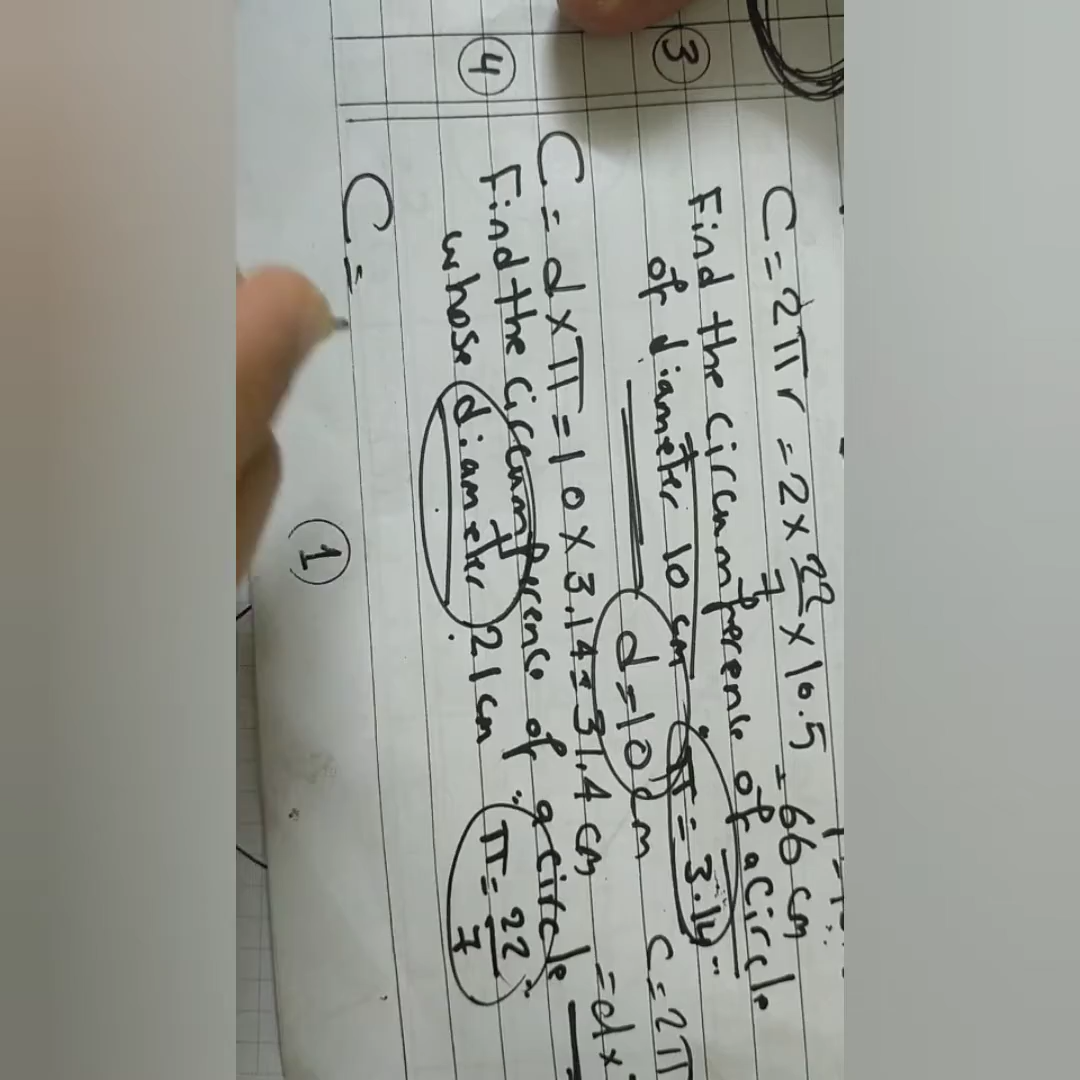 C = 2πr = 2 × 22/7 × 10.5 = 66 cm
③ Find the circumference of a circle
of diameter 10 cm "π = 3.14"
d = 10 cm C = 2π
C = d × π = 10 × 3.14 = 31.4 cm = d ×
④ Find the circumference of a circle
whose diameter 21 cm "π = 22/7"
C =
①